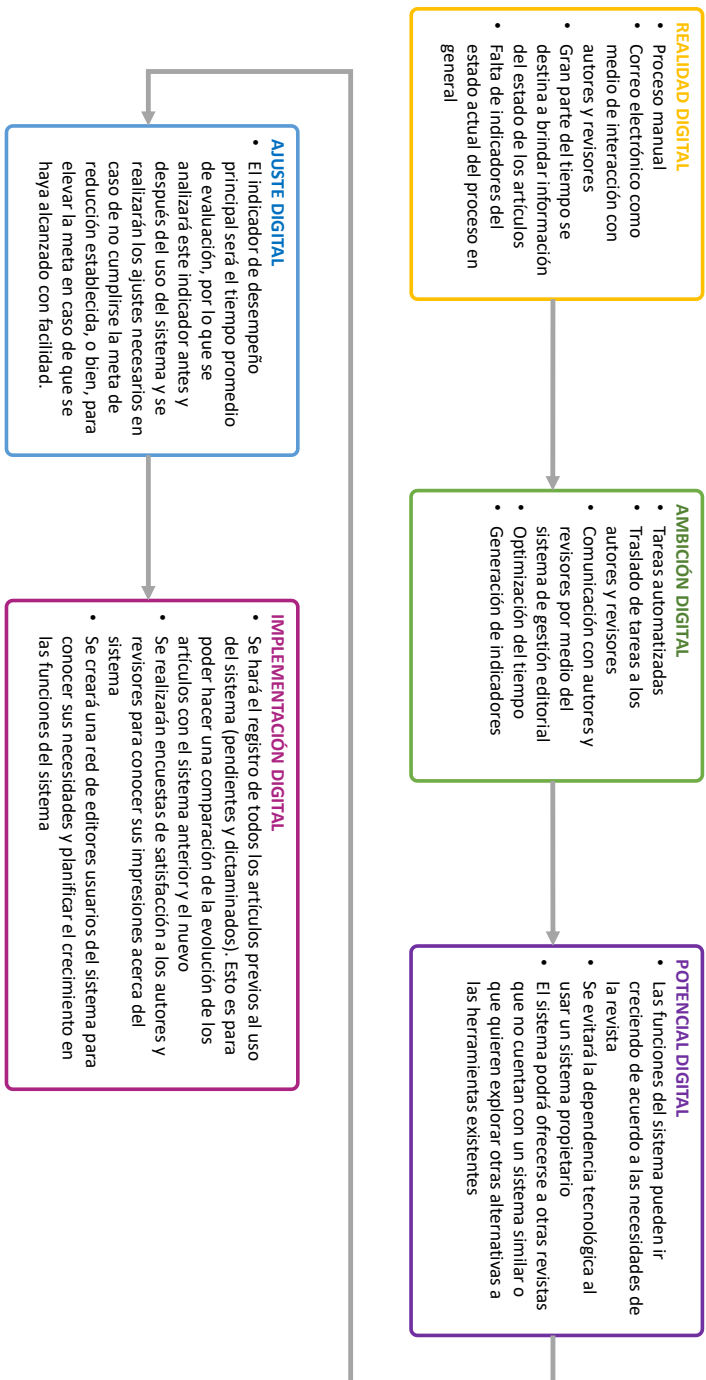 REALIDAD DIGITAL
• Proceso manual
• Correo electrónico como
medio de interacción con
autores y revisores
• Gran parte del tiempo se
destina a brindar información
del estado de los artículos
• Falta de indicadores del
estado actual del proceso en
general
AMBICIÓN DIGITAL
• Tareas automatizadas
• Traslado de tareas a los
autores y revisores
• Comunicación con autores y
revisores por medio del
sistema de gestión editorial
• Optimización del tiempo
• Generación de indicadores
POTENCIAL DIGITAL
• Las funciones del sistema pueden ir
creciendo de acuerdo a las necesidades de
la revista
• Se evitará la dependencia tecnológica al
usar un sistema propietario
• El sistema podrá ofrecerse a otras revistas
que no cuentan con un sistema similar o
que quieren explorar otras alternativas a
las herramientas existentes
AJUSTE DIGITAL
• El indicador de desempeño
principal será el tiempo promedio
de evaluación, por lo que se
analizará este indicador antes y
después del uso del sistema y se
realizarán los ajustes necesarios en
caso de no cumplirse la meta de
reducción establecida, o bien, para
elevar la meta en caso de que se
haya alcanzado con facilidad.
IMPLEMENTACIÓN DIGITAL
• Se hará el registro de todos los artículos previos al uso
del sistema (pendientes y dictaminados). Esto es para
poder hacer una comparación de la evolución de los
artículos con el sistema anterior y el nuevo
• Se realizarán encuestas de satisfacción a los autores y
revisores para conocer sus impresiones acerca del
sistema
• Se creará una red de editores usuarios del sistema para
conocer sus necesidades y planificar el crecimiento en
las funciones del sistema